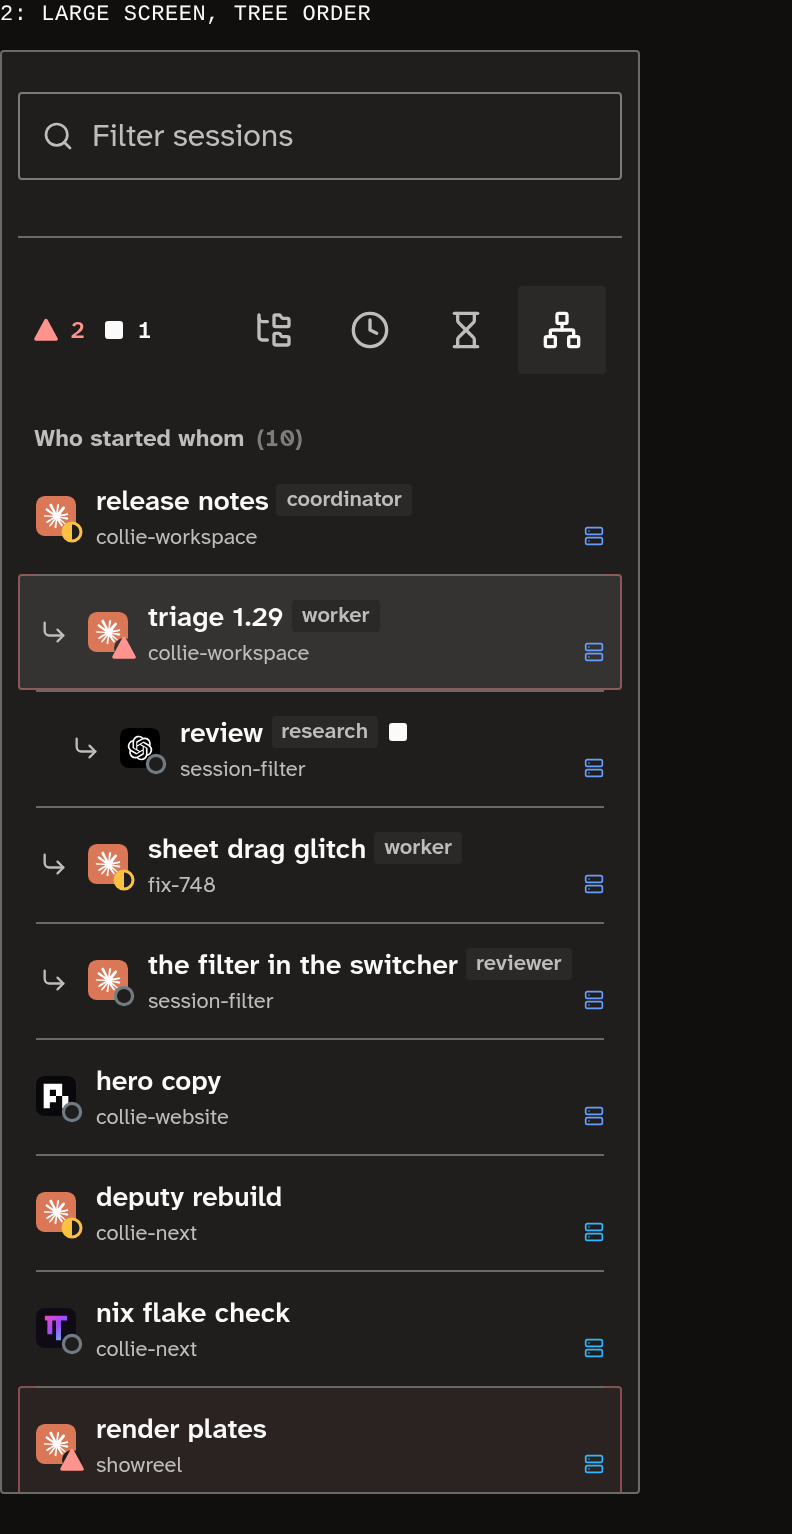 2: LARGE SCREEN, TREE ORDER
Filter sessions
2 1
Who started whom (10)
release notes coordinator
collie-workspace
triage 1.29 worker
collie-workspace
review research
session-filter
sheet drag glitch worker
fix-748
the filter in the switcher reviewer
session-filter
hero copy
collie-website
deputy rebuild
collie-next
nix flake check
collie-next
render plates
showreel